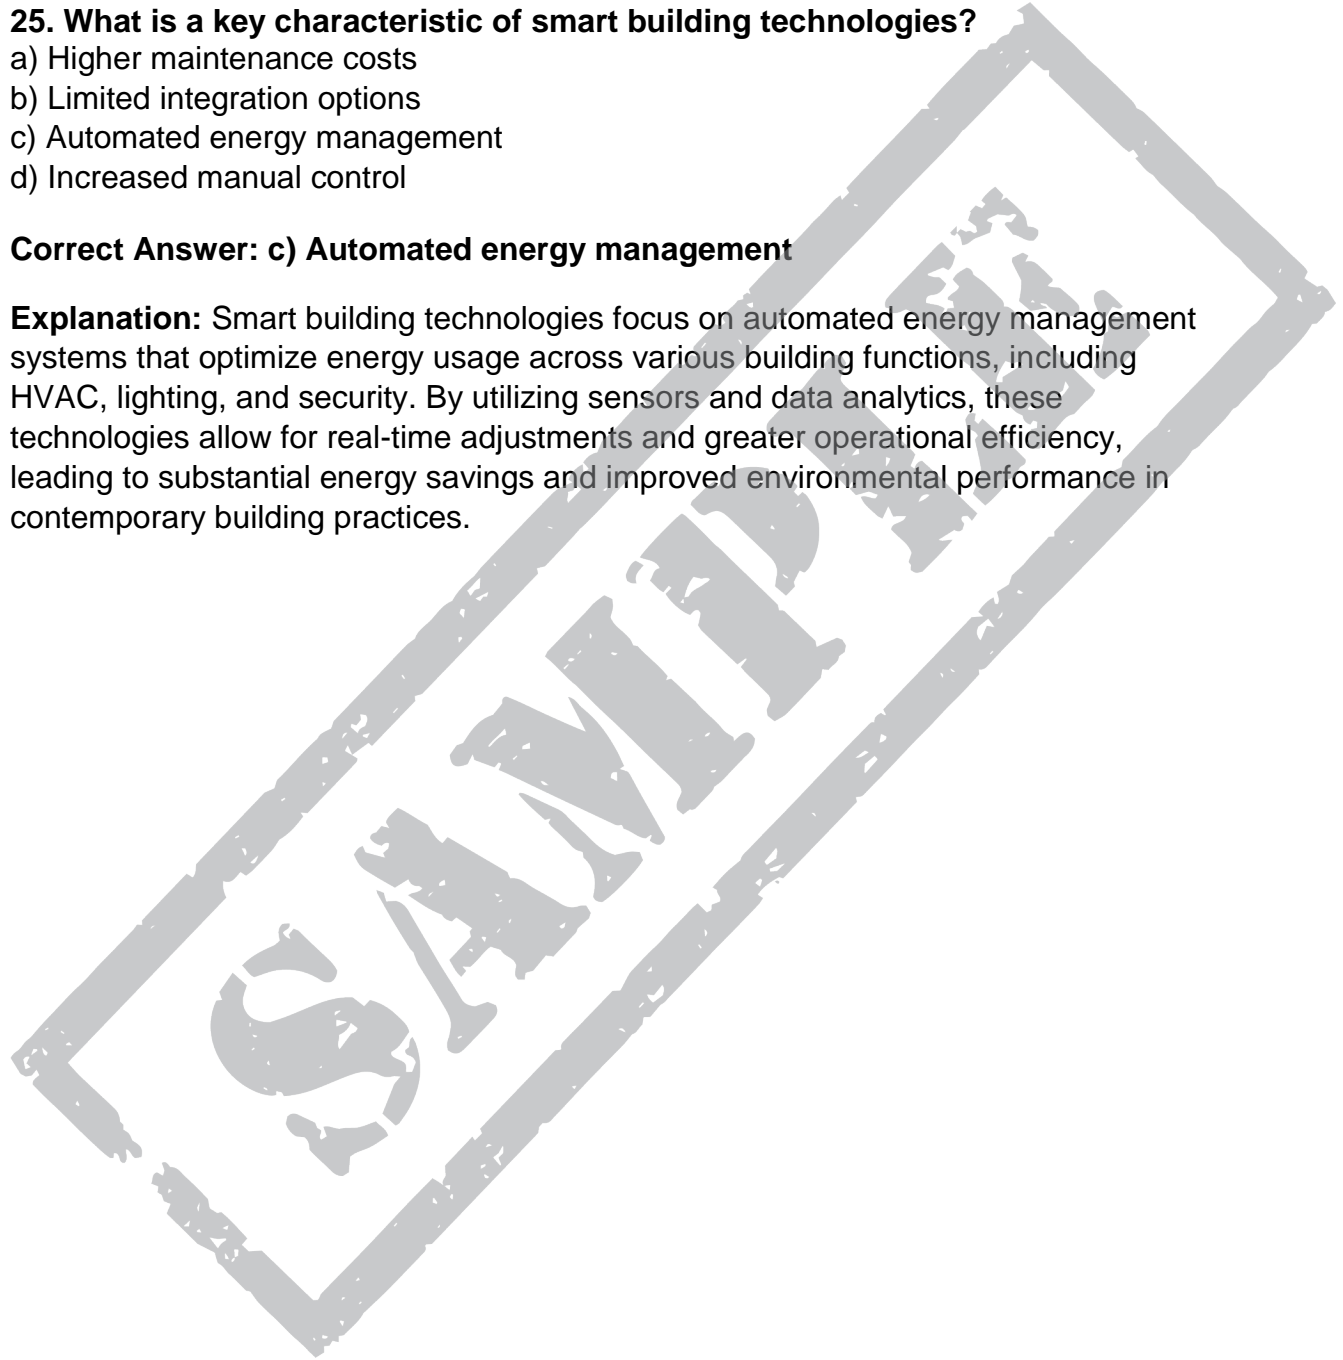 25. What is a key characteristic of smart building technologies?
a) Higher maintenance costs
b) Limited integration options
c) Automated energy management
d) Increased manual control
Correct Answer: c) Automated energy management
Explanation: Smart building technologies focus on automated energy management
systems that optimize energy usage across various building functions, including
HVAC, lighting, and security. By utilizing sensors and data analytics, these
technologies allow for real-time adjustments and greater operational efficiency,
leading to substantial energy savings and improved environmental performance in
contemporary building practices.
SAMPLE